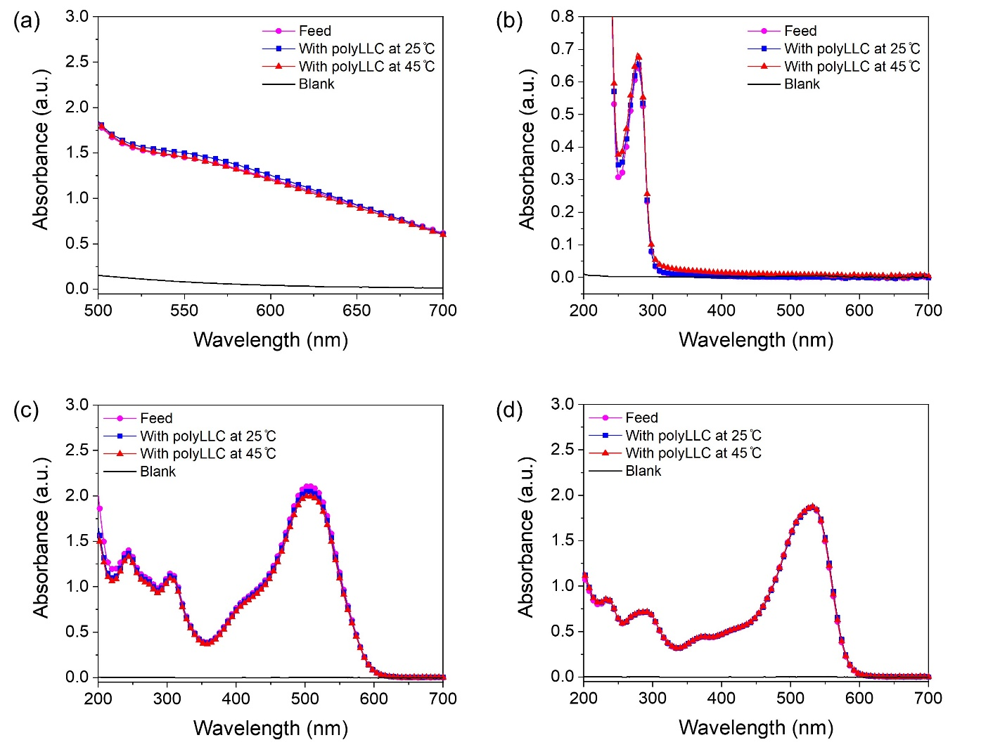 (a)
3.0
2.5
2.0
1.5
1.0
0.5
0.0
Absorbance (a.u.)
Feed
With polyLLC at 25℃
With polyLLC at 45℃
Blank
500 550 600 650 700
Wavelength (nm)
(b)
0.8
0.7
0.6
0.5
0.4
0.3
0.2
0.1
0.0
Absorbance (a.u.)
Feed
With polyLLC at 25℃
With polyLLC at 45℃
Blank
200 300 400 500 600 700
Wavelength (nm)
(c)
3.0
2.5
2.0
1.5
1.0
0.5
0.0
Absorbance (a.u.)
Feed
With polyLLC at 25℃
With polyLLC at 45℃
Blank
200 300 400 500 600 700
Wavelength (nm)
(d)
3.0
2.5
2.0
1.5
1.0
0.5
0.0
Absorbance (a.u.)
Feed
With polyLLC at 25℃
With polyLLC at 45℃
Blank
200 300 400 500 600 700
Wavelength (nm)